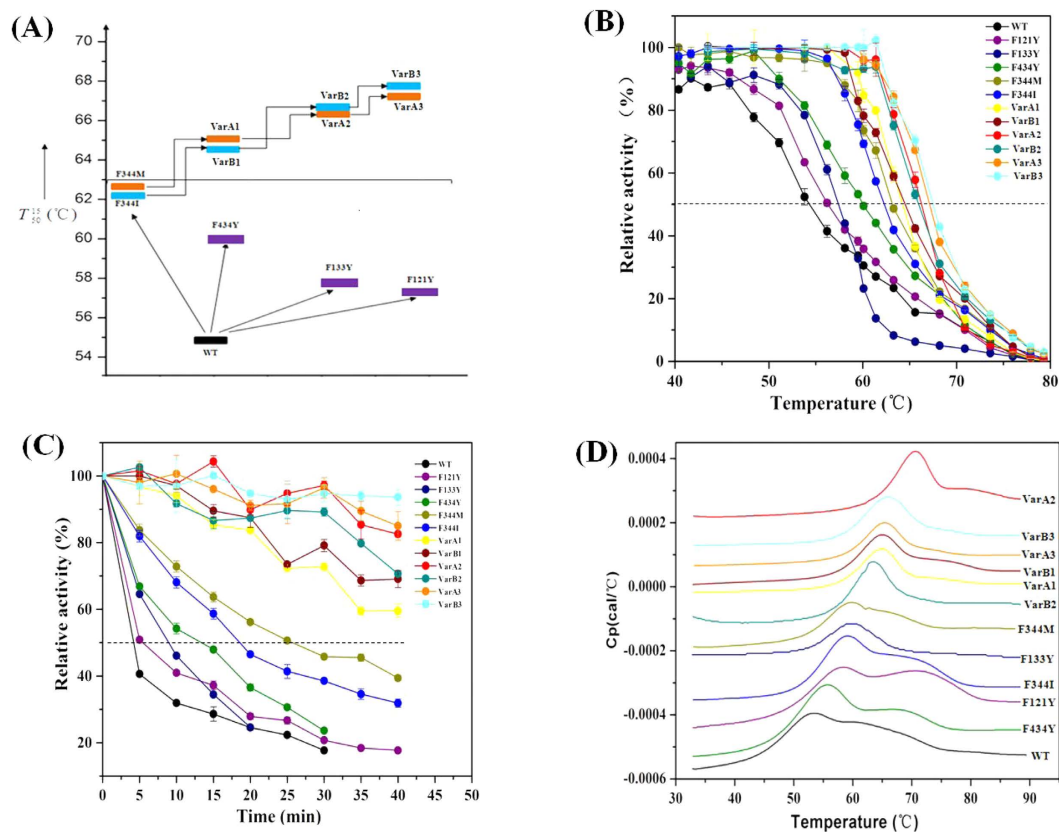 (A)
70
68
66
64
62
60
58
56
54
T 15 50 (℃)
VarB3
VarA3
VarB2
VarA2
VarA1
VarB1
F344M
F344I
F434Y
F133Y
F121Y
WT
(B)
Relative activity (%)
100
80
60
40
20
0
40
50
60
70
80
Temperature (℃)
WT
F121Y
F133Y
F434Y
F344M
F344I
VarA1
VarB1
VarA2
VarB2
VarA3
VarB3
(C)
Relative activity (%)
100
80
60
40
20
0 5 10 15 20 25 30 35 40 45
Time (min)
WT
F121Y
F133Y
F434Y
F344M
F344I
VarA1
VarB1
VarA2
VarB2
VarA3
VarB3
(D)
Cp(cal/℃)
0.0004
0.0002
0.0000
-0.0002
-0.0004
-0.0006
30 40 50 60 70 80 90
Temperature (℃)
VarA2
VarB3
VarA3
VarB1
VarA1
VarB2
F344M
F133Y
F344I
F121Y
F434Y
WT